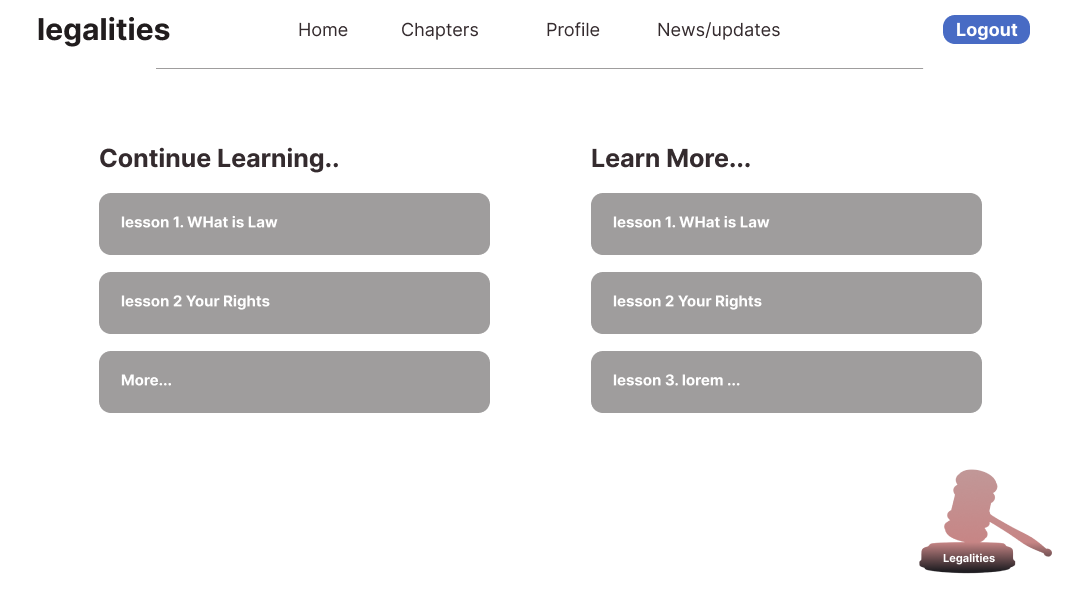 legalities
Home Chapters Profile News/updates Logout
Continue Learning..
lesson 1. WHat is Law
lesson 2 Your Rights
More...
Learn More...
lesson 1. WHat is Law
lesson 2 Your Rights
lesson 3. lorem ...
Legalities